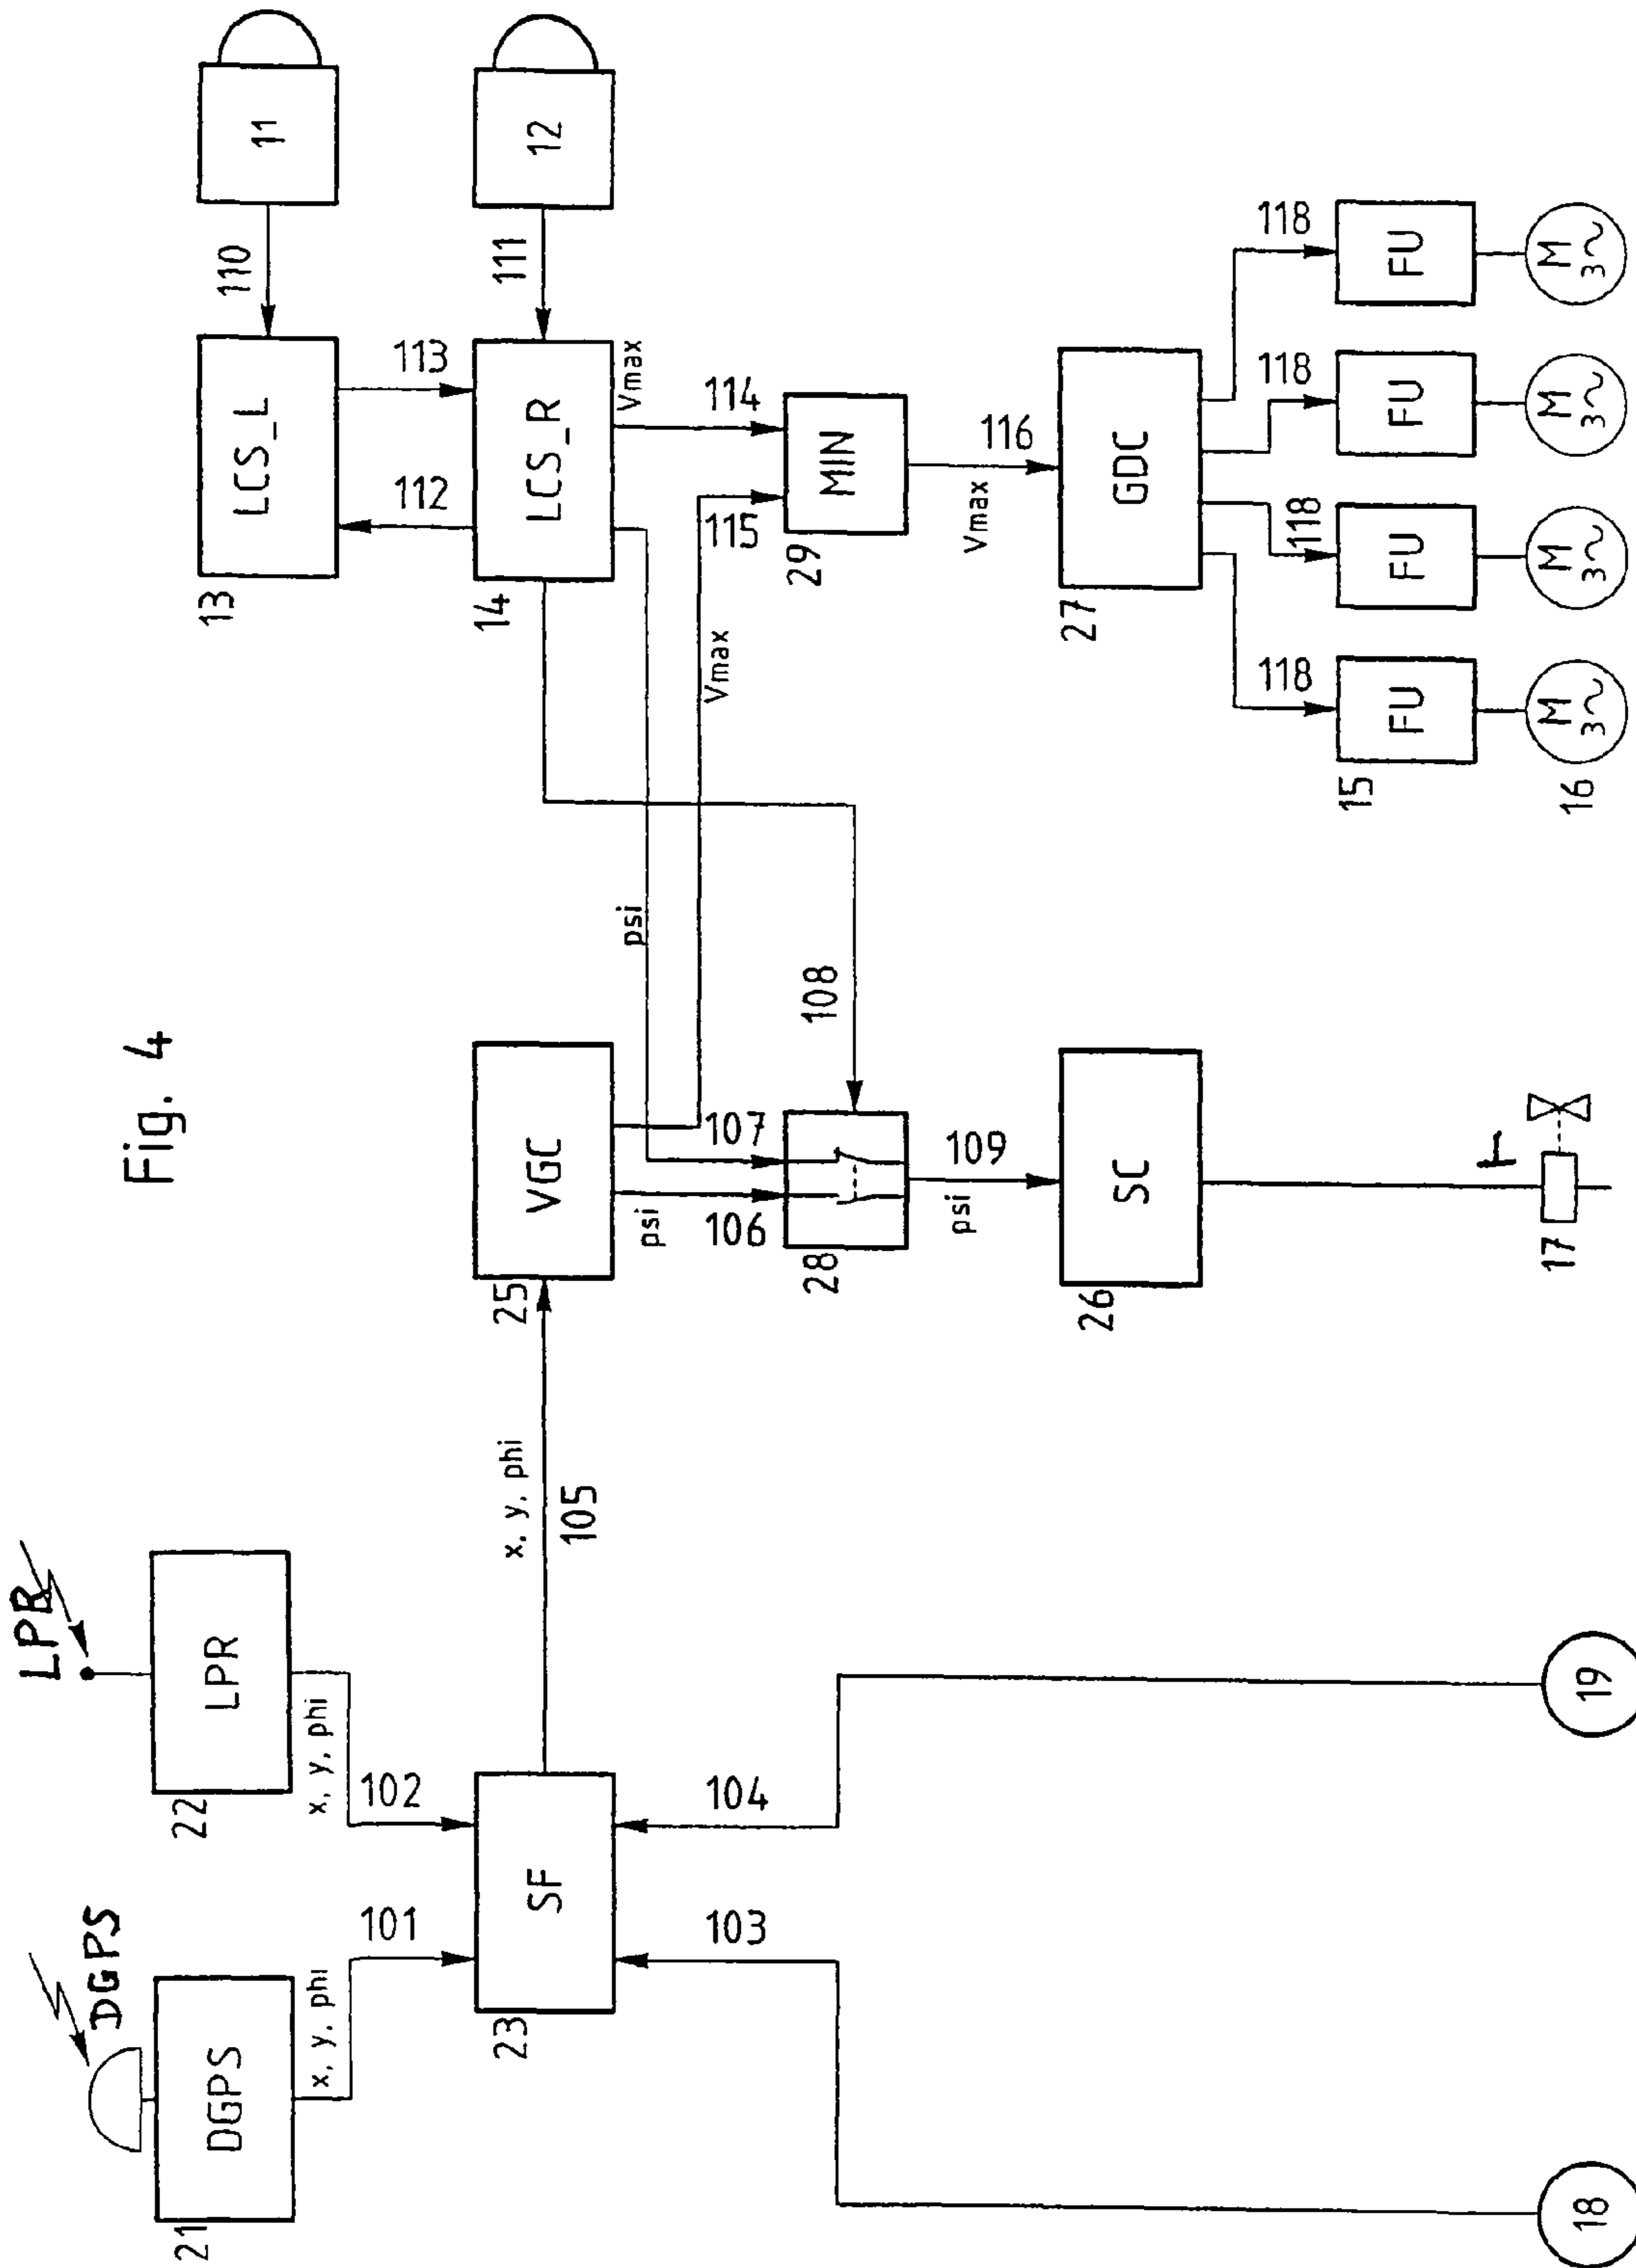 Fig. 4
DGPS
LPR
21
DGPS
22
LPR
x, y, phi
101
x, y, phi
102
23
SF
103
104
18
19
x, y, phi
105
25
VGC
psi
106
107
psi
Vmax
28
108
psi
109
26
SC
17
13
LCS_L
110
11
112
113
14
LCS_R
111
12
Vmax
115
114
29
MIN
116
Vmax
27
GDC
118
118
118
118
15
FU
FU
FU
FU
16
M
3~
M
3~
M
3~
M
3~